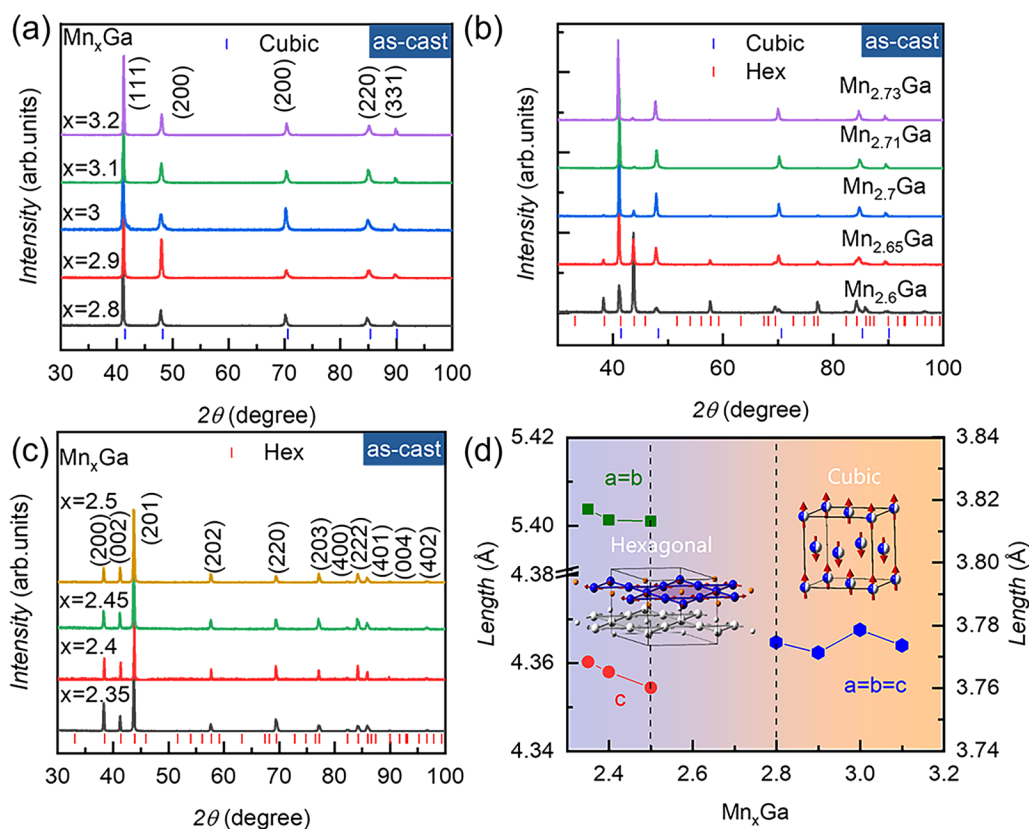 (a)
MnₓGa
Cubic
as-cast
(111)
(200)
(200)
(220)
(331)
x=3.2
x=3.1
x=3
x=2.9
x=2.8
Intensity (arb.units)
30 40 50 60 70 80 90 100
2θ (degree)
(b)
Cubic
Hex
as-cast
Mn₂.₇₃Ga
Mn₂.₇₁Ga
Mn₂.₇Ga
Mn₂.₆₅Ga
Mn₂.₆Ga
Intensity (arb.units)
40 60 80 100
2θ (degree)
(c)
MnₓGa
Hex
as-cast
x=2.5
(200)
(002)
(201)
(202)
(220)
(203)
(400)
(222)
(401)
(004)
(402)
x=2.45
x=2.4
x=2.35
Intensity (arb.units)
30 40 50 60 70 80 90 100
2θ (degree)
(d)
5.42
5.40
4.38
4.36
4.34
Length (Å)
a=b
Hexagonal
c
Cubic
a=b=c
3.84
3.82
3.80
3.78
3.76
3.74
Length (Å)
2.4 2.6 2.8 3.0 3.2
MnₓGa